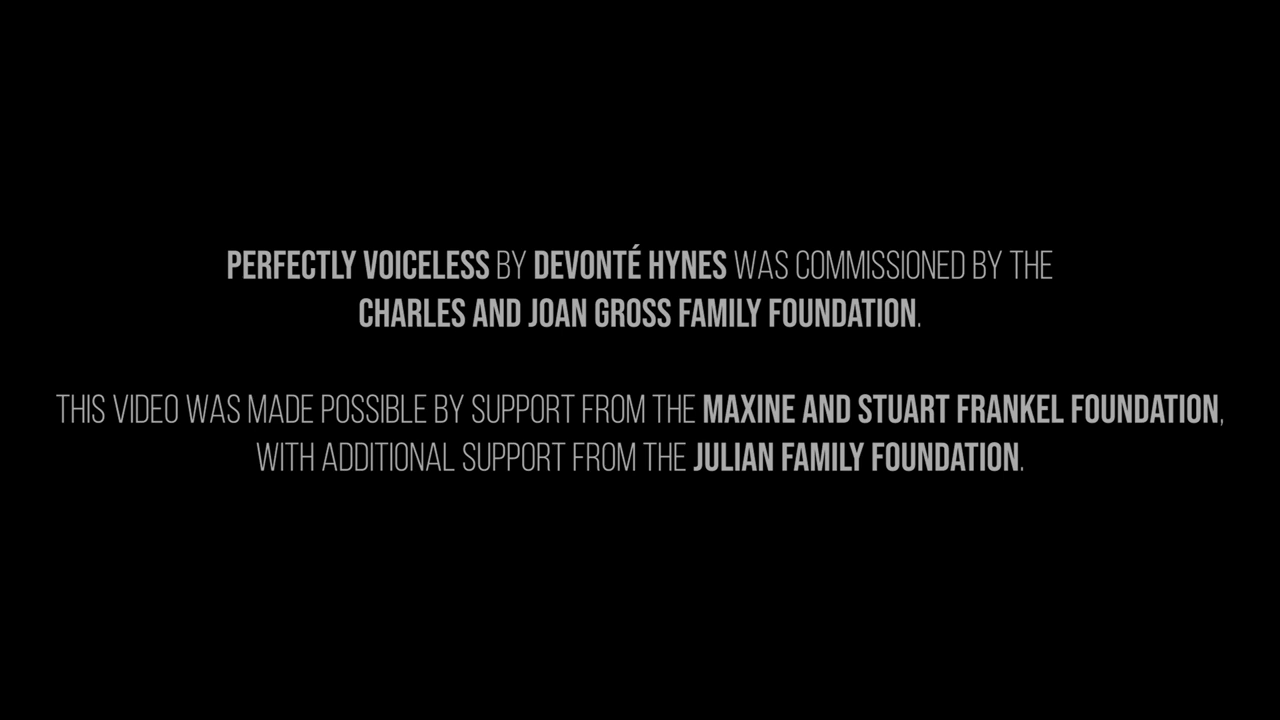 PERFECTLY VOICELESS BY DEVONTÉ HYNES WAS COMMISSIONED BY THE
CHARLES AND JOAN GROSS FAMILY FOUNDATION.
THIS VIDEO WAS MADE POSSIBLE BY SUPPORT FROM THE MAXINE AND STUART FRANKEL FOUNDATION,
WITH ADDITIONAL SUPPORT FROM THE JULIAN FAMILY FOUNDATION.